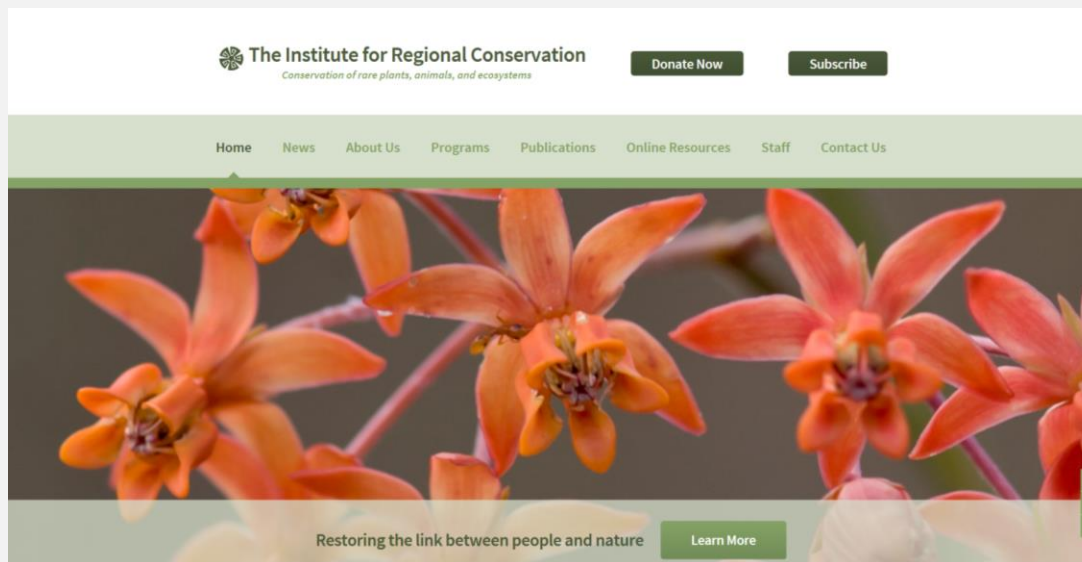 The Institute for Regional Conservation
Conservation of rare plants, animals, and ecosystems
Donate Now
Subscribe
Home News About Us Programs Publications Online Resources Staff Contact Us
Restoring the link between people and nature
Learn More